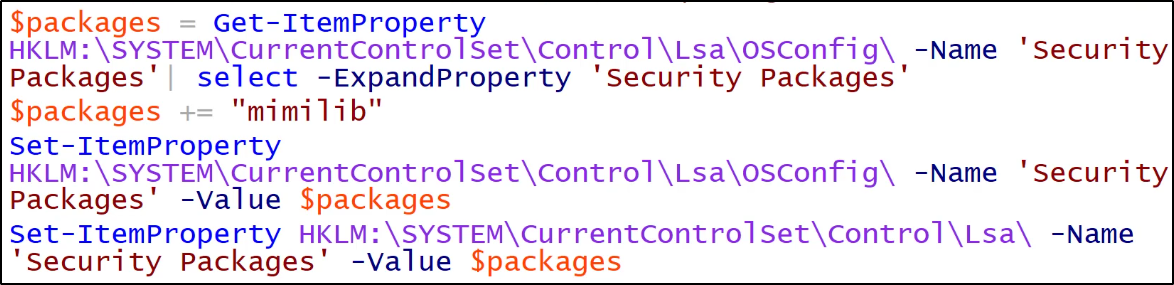 $packages = Get-ItemProperty
HKLM:\SYSTEM\CurrentControlSet\Control\Lsa\OSConfig\ -Name 'Security
Packages'| select -ExpandProperty 'Security Packages'
$packages += "mimilib"
Set-ItemProperty
HKLM:\SYSTEM\CurrentControlSet\Control\Lsa\OSConfig\ -Name 'Security
Packages' -Value $packages
Set-ItemProperty HKLM:\SYSTEM\CurrentControlSet\Control\Lsa\ -Name
'Security Packages' -Value $packages